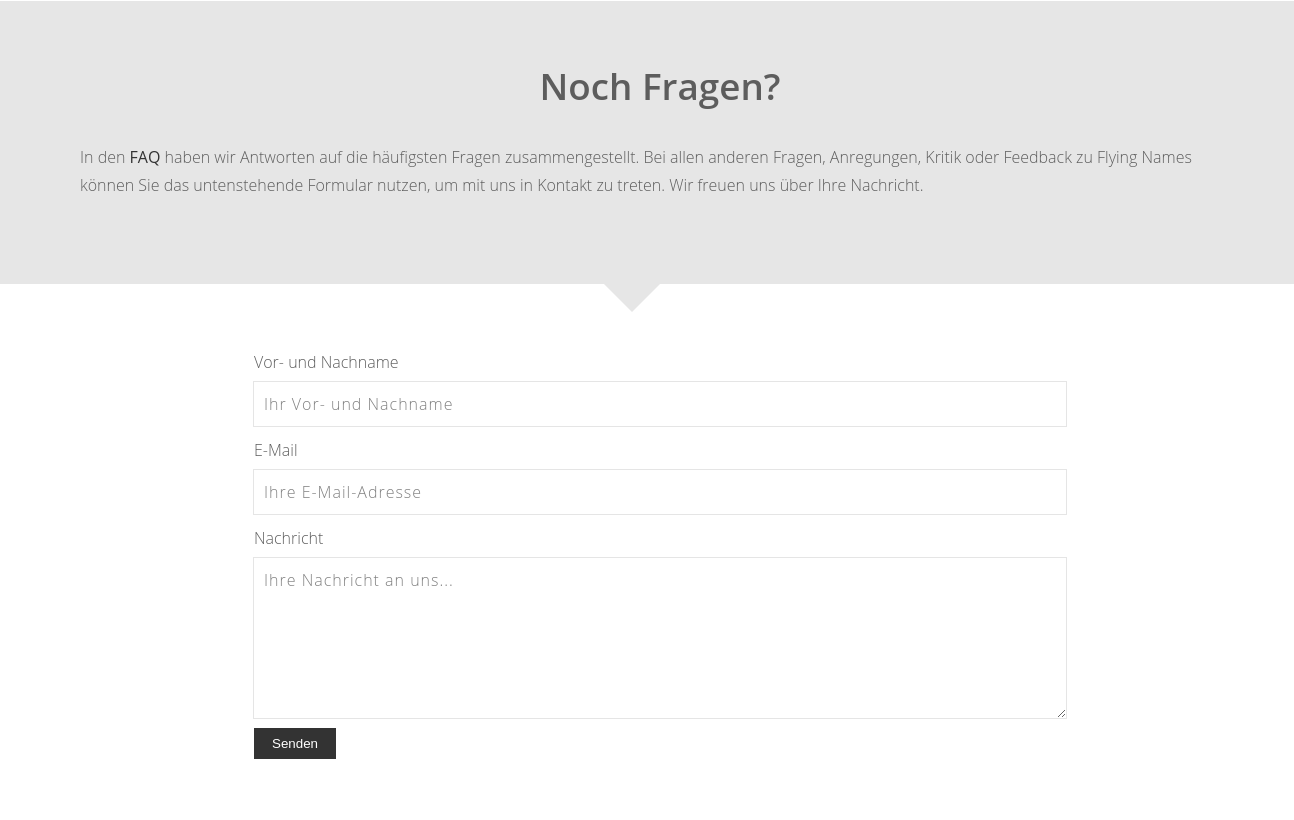 Noch Fragen?
In den FAQ haben wir Antworten auf die häufigsten Fragen zusammengestellt. Bei allen anderen Fragen, Anregungen, Kritik oder Feedback zu Flying Names
können Sie das untenstehende Formular nutzen, um mit uns in Kontakt zu treten. Wir freuen uns über Ihre Nachricht.
Vor- und Nachname
Ihr Vor- und Nachname
E-Mail
Ihre E-Mail-Adresse
Nachricht
Ihre Nachricht an uns...
Senden